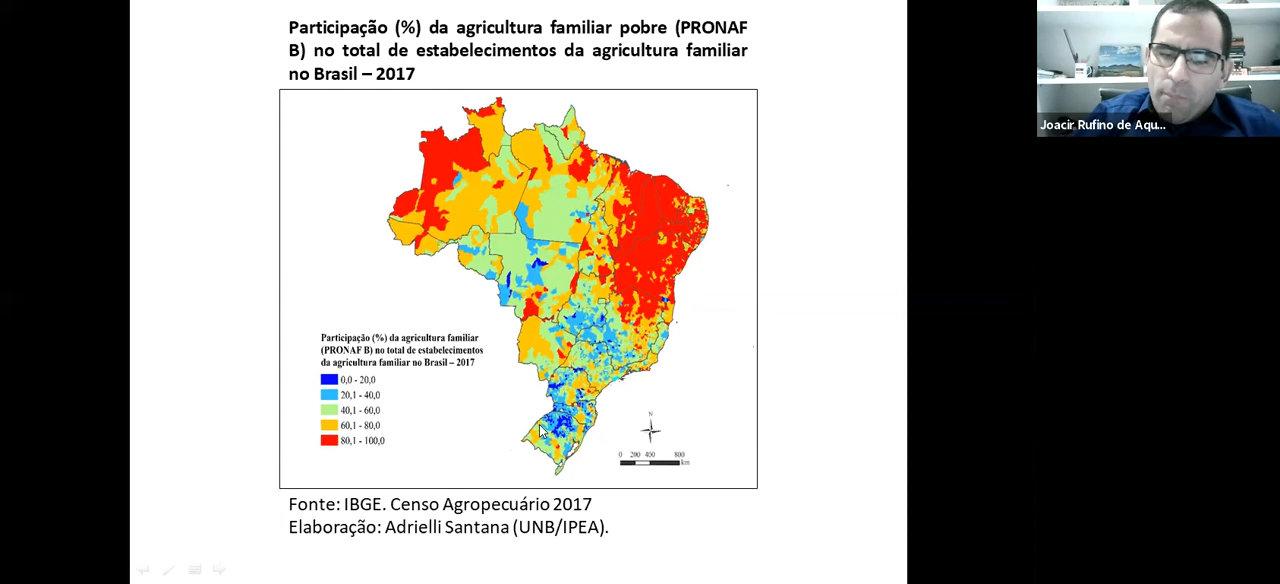 Participação (%) da agricultura familiar pobre (PRONAF
B) no total de estabelecimentos da agricultura familiar
no Brasil – 2017
Joacir Rufino de Aqu...
Participação (%) da agricultura familiar
(PRONAF B) no total de estabelecimentos
da agricultura familiar no Brasil – 2017
0,0 - 20,0
20,1 - 40,0
40,1 - 60,0
60,1 - 80,0
80,1 - 100,0
N
0 200 400 800
km
Fonte: IBGE. Censo Agropecuário 2017
Elaboração: Adrielli Santana (UNB/IPEA).